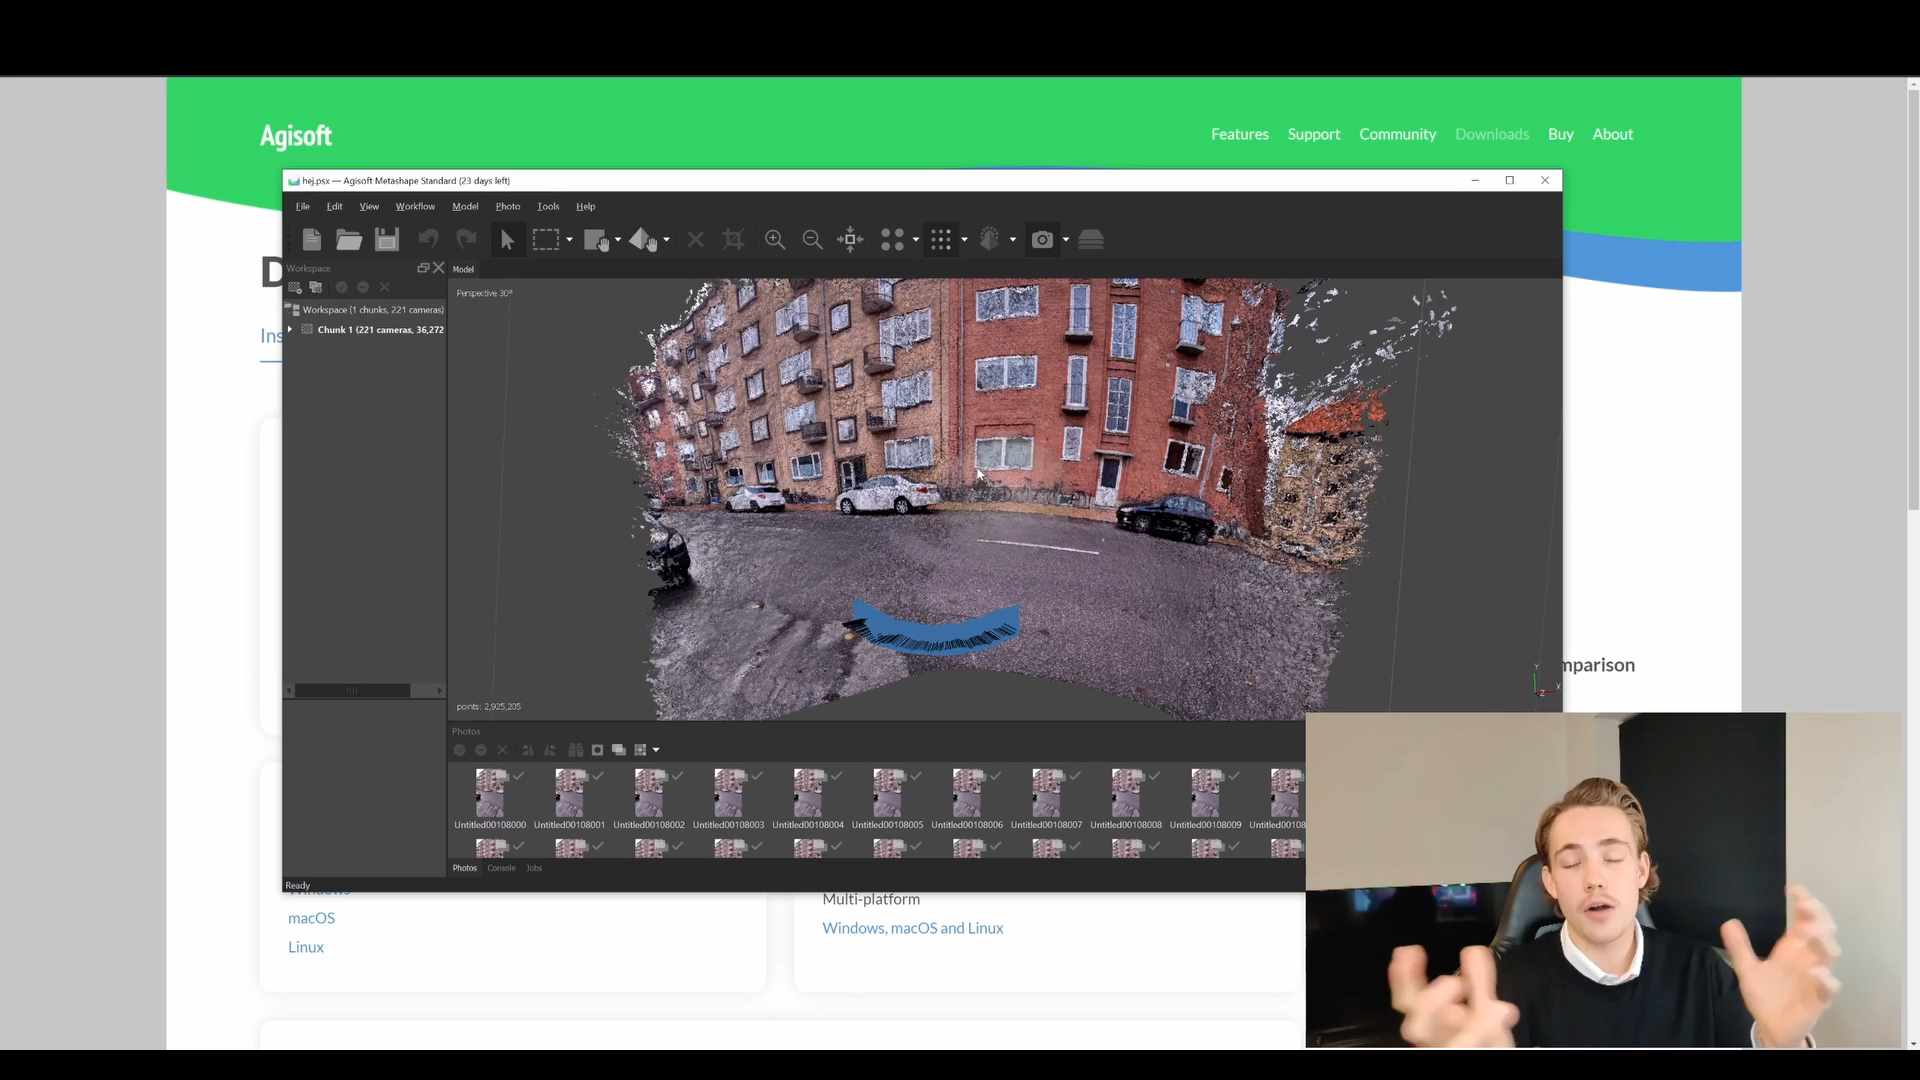 Agisoft
Features Support Community Downloads Buy About
hej.psx — Agisoft Metashape Standard (23 days left)
File Edit View Workflow Model Photo Tools Help
Workspace
Model
Perspective 30°
Workspace (1 chunks, 221 cameras)
Chunk 1 (221 cameras, 36,272
D
Ins
mparison
points: 2,925,205
Y
X
Z
Photos
Untitled00108000 Untitled00108001 Untitled00108002 Untitled00108003 Untitled00108004 Untitled00108005 Untitled00108006 Untitled00108007 Untitled00108008 Untitled00108009 Untitled00108
Photos Console Jobs
Ready
Windows
macOS
Linux
Multi-platform
Windows, macOS and Linux